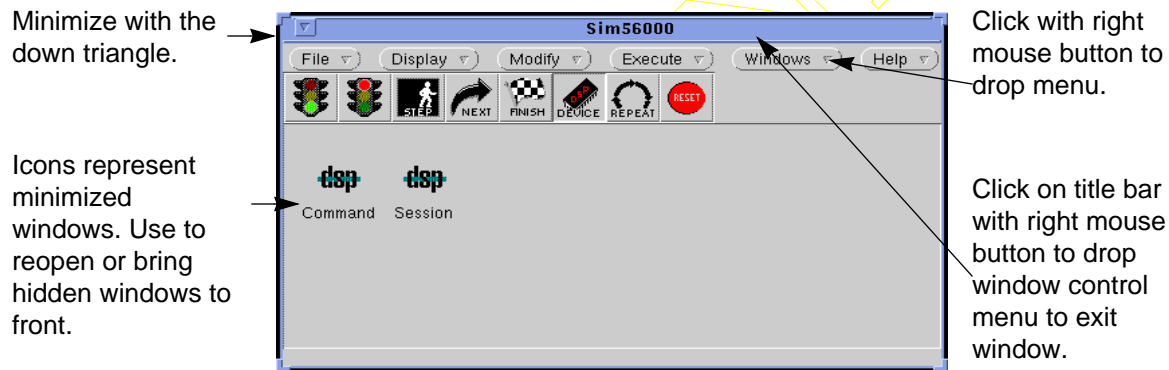 Minimize with the
down triangle.
Icons represent
minimized
windows. Use to
reopen or bring
hidden windows to
front.
Sim56000
File Display Modify Execute Windows Help
STEP NEXT FINISH DSP DEVICE REPEAT RESET
dsp dsp
Command Session
Click with right
mouse button to
drop menu.
Click on title bar
with right mouse
button to drop
window control
menu to exit
window.